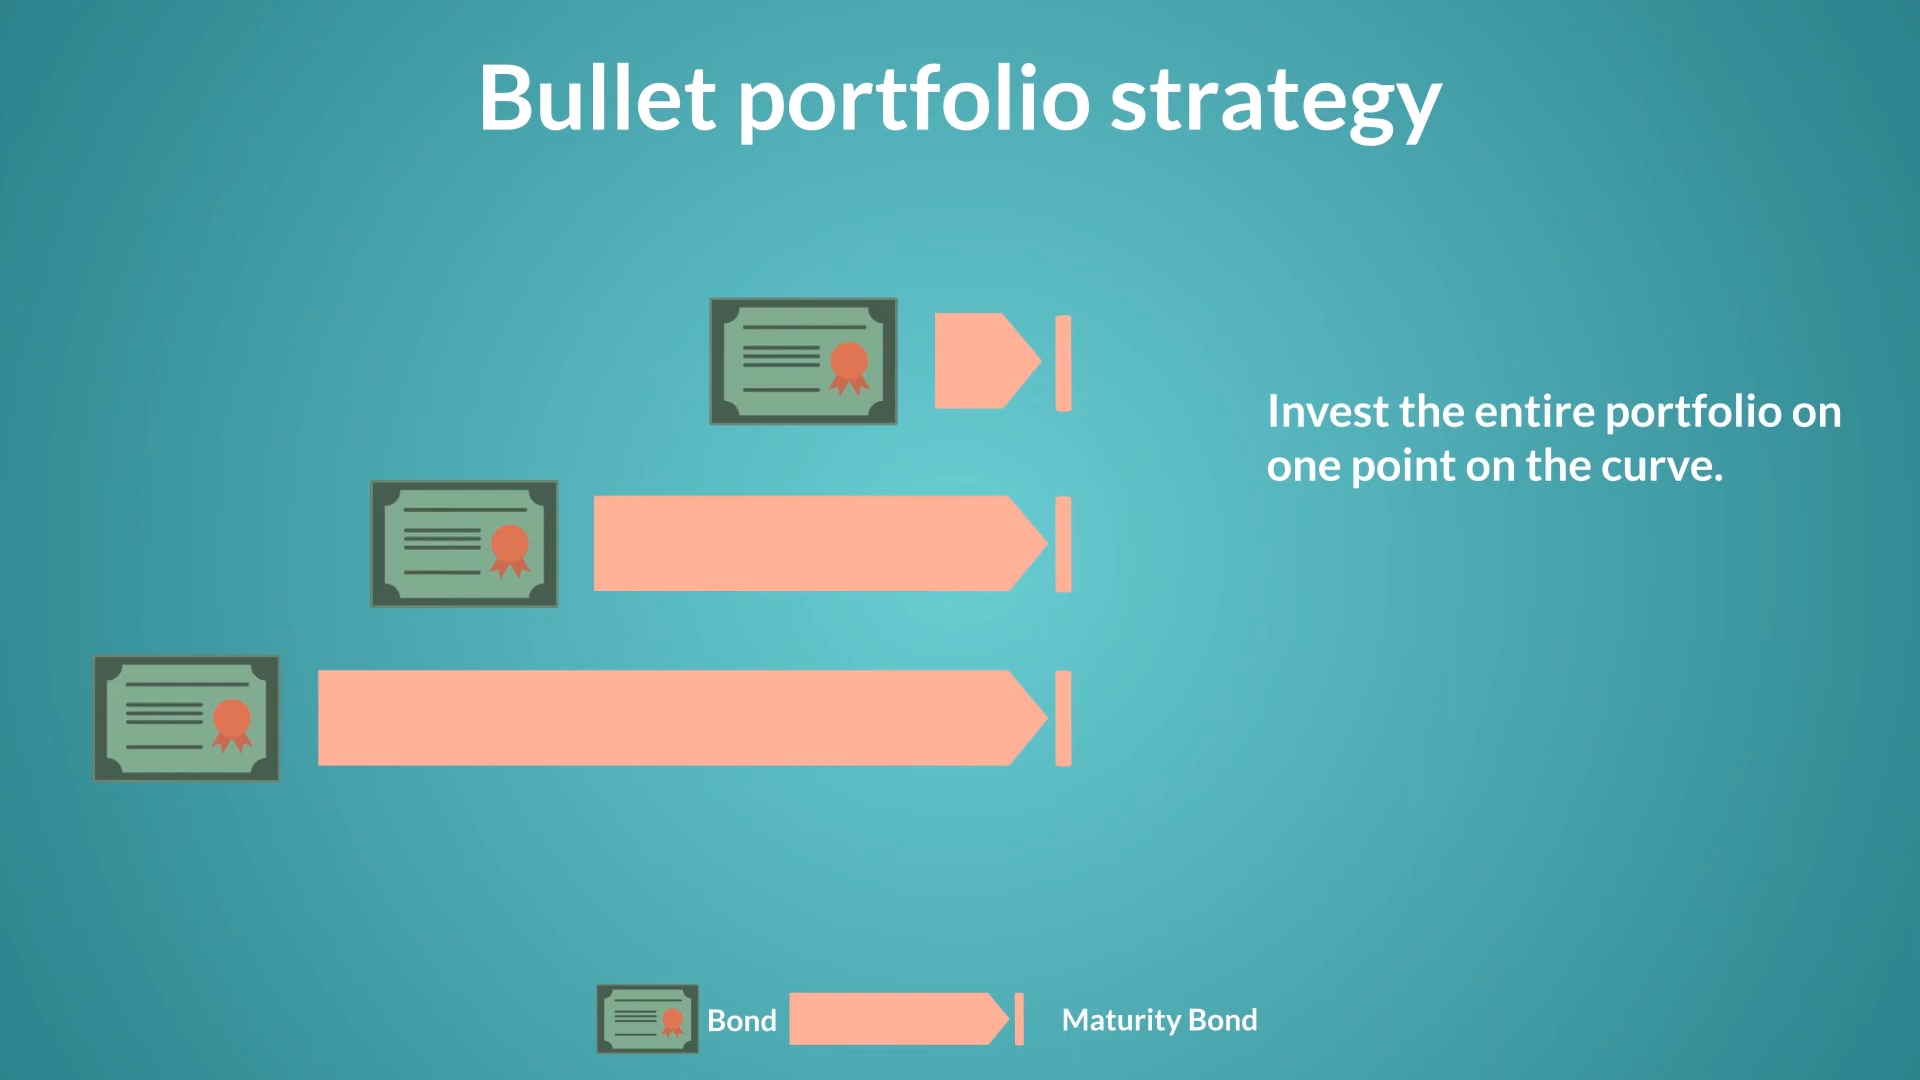 Bullet portfolio strategy
Invest the entire portfolio on
one point on the curve.
Bond
Maturity Bond